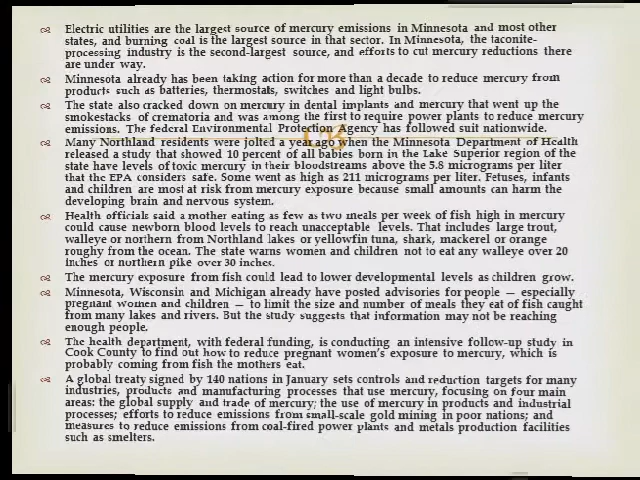 Electric utilities are the largest source of mercury emissions in Minnesota and most other
states, and burning coal is the largest source in that sector. In Minnesota, the taconite-
processing industry is the second-largest source, and efforts to cut mercury reductions there
are under way.
Minnesota already has been taking action for more than a decade to reduce mercury from
products such as batteries, thermostats, switches and light bulbs.
The state also cracked down on mercury in dental implants and mercury that went up the
smokestacks of crematoria and was among the first to require power plants to reduce mercury
emissions. The federal Environmental Protection Agency has followed suit nationwide.
Many Northland residents were jolted a year ago when the Minnesota Department of Health
released a study that showed 10 percent of all babies born in the Lake Superior region of the
state have levels of toxic mercury in their bloodstreams above the 5.8 micrograms per liter
that the EPA considers safe. Some went as high as 211 micrograms per liter. Fetuses, infants
and children are most at risk from mercury exposure because small amounts can harm the
developing brain and nervous system.
Health officials said a mother eating as few as two meals per week of fish high in mercury
could cause newborn blood levels to reach unacceptable levels. That includes large trout,
walleye or northern from Northland lakes or yellowfin tuna, shark, mackerel or orange
roughy from the ocean. The state warns women and children not to eat any walleye over 20
inches or northern pike over 30 inches.
The mercury exposure from fish could lead to lower developmental levels as children grow.
Minnesota, Wisconsin and Michigan already have posted advisories for people — especially
pregnant women and children — to limit the size and number of meals they eat of fish caught
from many lakes and rivers. But the study suggests that information may not be reaching
enough people.
The health department, with federal funding, is conducting an intensive follow-up study in
Cook County to find out how to reduce pregnant women's exposure to mercury, which is
probably coming from fish the mothers eat.
A global treaty signed by 140 nations in January sets controls and reduction targets for many
industries, products and manufacturing processes that use mercury, focusing on four main
areas: the global supply and trade of mercury; the use of mercury in products and industrial
processes; efforts to reduce emissions from small-scale gold mining in poor nations; and
measures to reduce emissions from coal-fired power plants and metals production facilities
such as smelters.